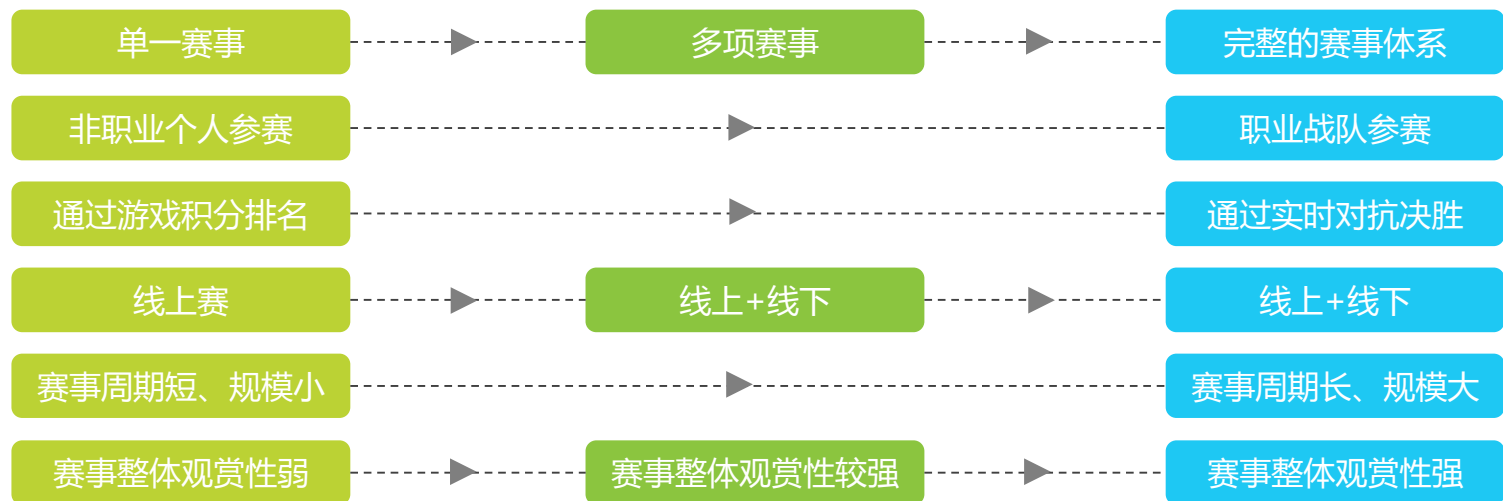 单一赛事
多项赛事
完整的赛事体系
非职业个人参赛
职业战队参赛
通过游戏积分排名
通过实时对抗决胜
线上赛
线上+线下
线上+线下
赛事周期短、规模小
赛事周期长、规模大
赛事整体观赏性弱
赛事整体观赏性较强
赛事整体观赏性强